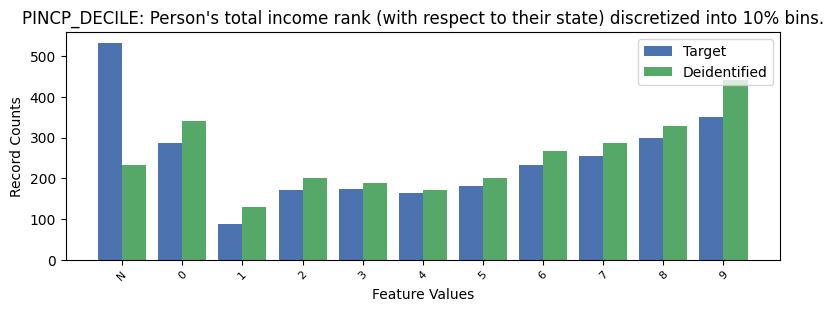 PINCP_DECILE: Person's total income rank (with respect to their state) discretized into 10% bins.
Target
Deidentified
Record Counts
500
400
300
200
100
0
N 0 1 2 3 4 5 6 7 8 9
Feature Values